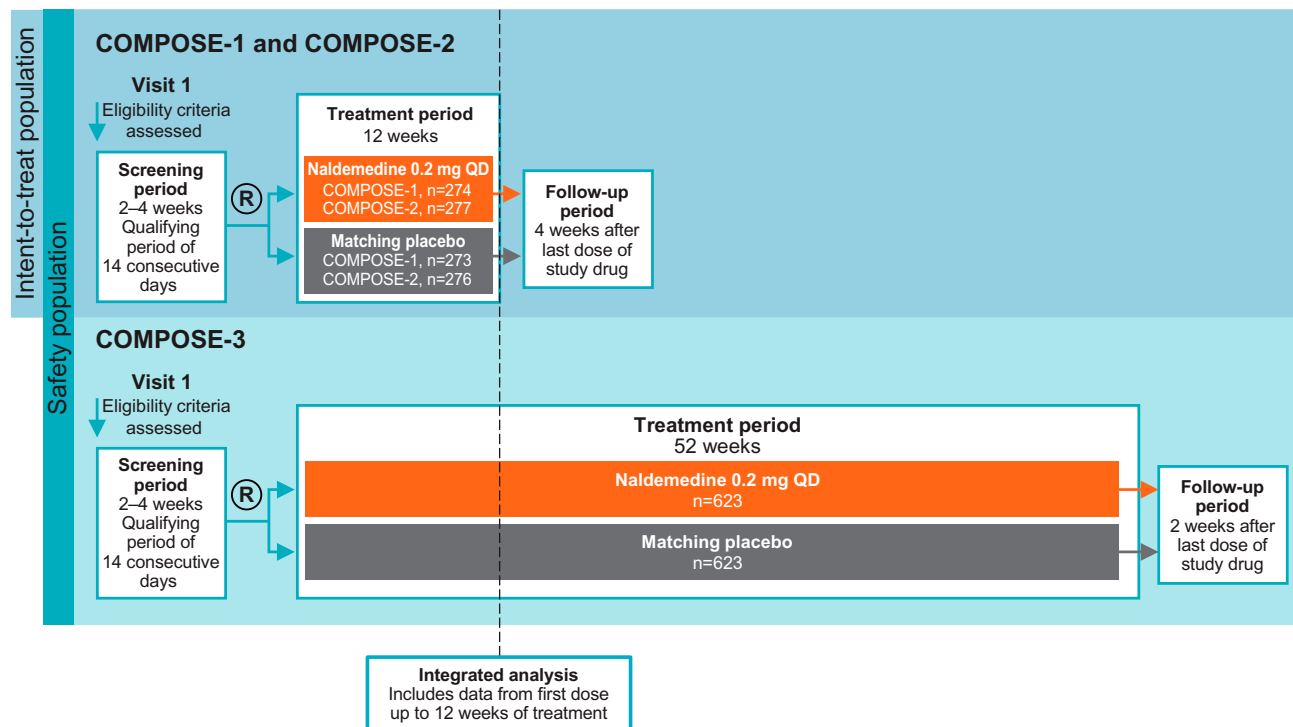 Intent-to-treat population
Safety population
COMPOSE-1 and COMPOSE-2
Visit 1
Eligibility criteria
assessed
Screening
period
2–4 weeks
Qualifying
period of
14 consecutive
days
R
Treatment period
12 weeks
Naldemedine 0.2 mg QD
COMPOSE-1, n=274
COMPOSE-2, n=277
Matching placebo
COMPOSE-1, n=273
COMPOSE-2, n=276
Follow-up
period
4 weeks after
last dose of
study drug
COMPOSE-3
Visit 1
Eligibility criteria
assessed
Screening
period
2–4 weeks
Qualifying
period of
14 consecutive
days
R
Treatment period
52 weeks
Naldemedine 0.2 mg QD
n=623
Matching placebo
n=623
Follow-up
period
2 weeks after
last dose of
study drug
Integrated analysis
Includes data from first dose
up to 12 weeks of treatment